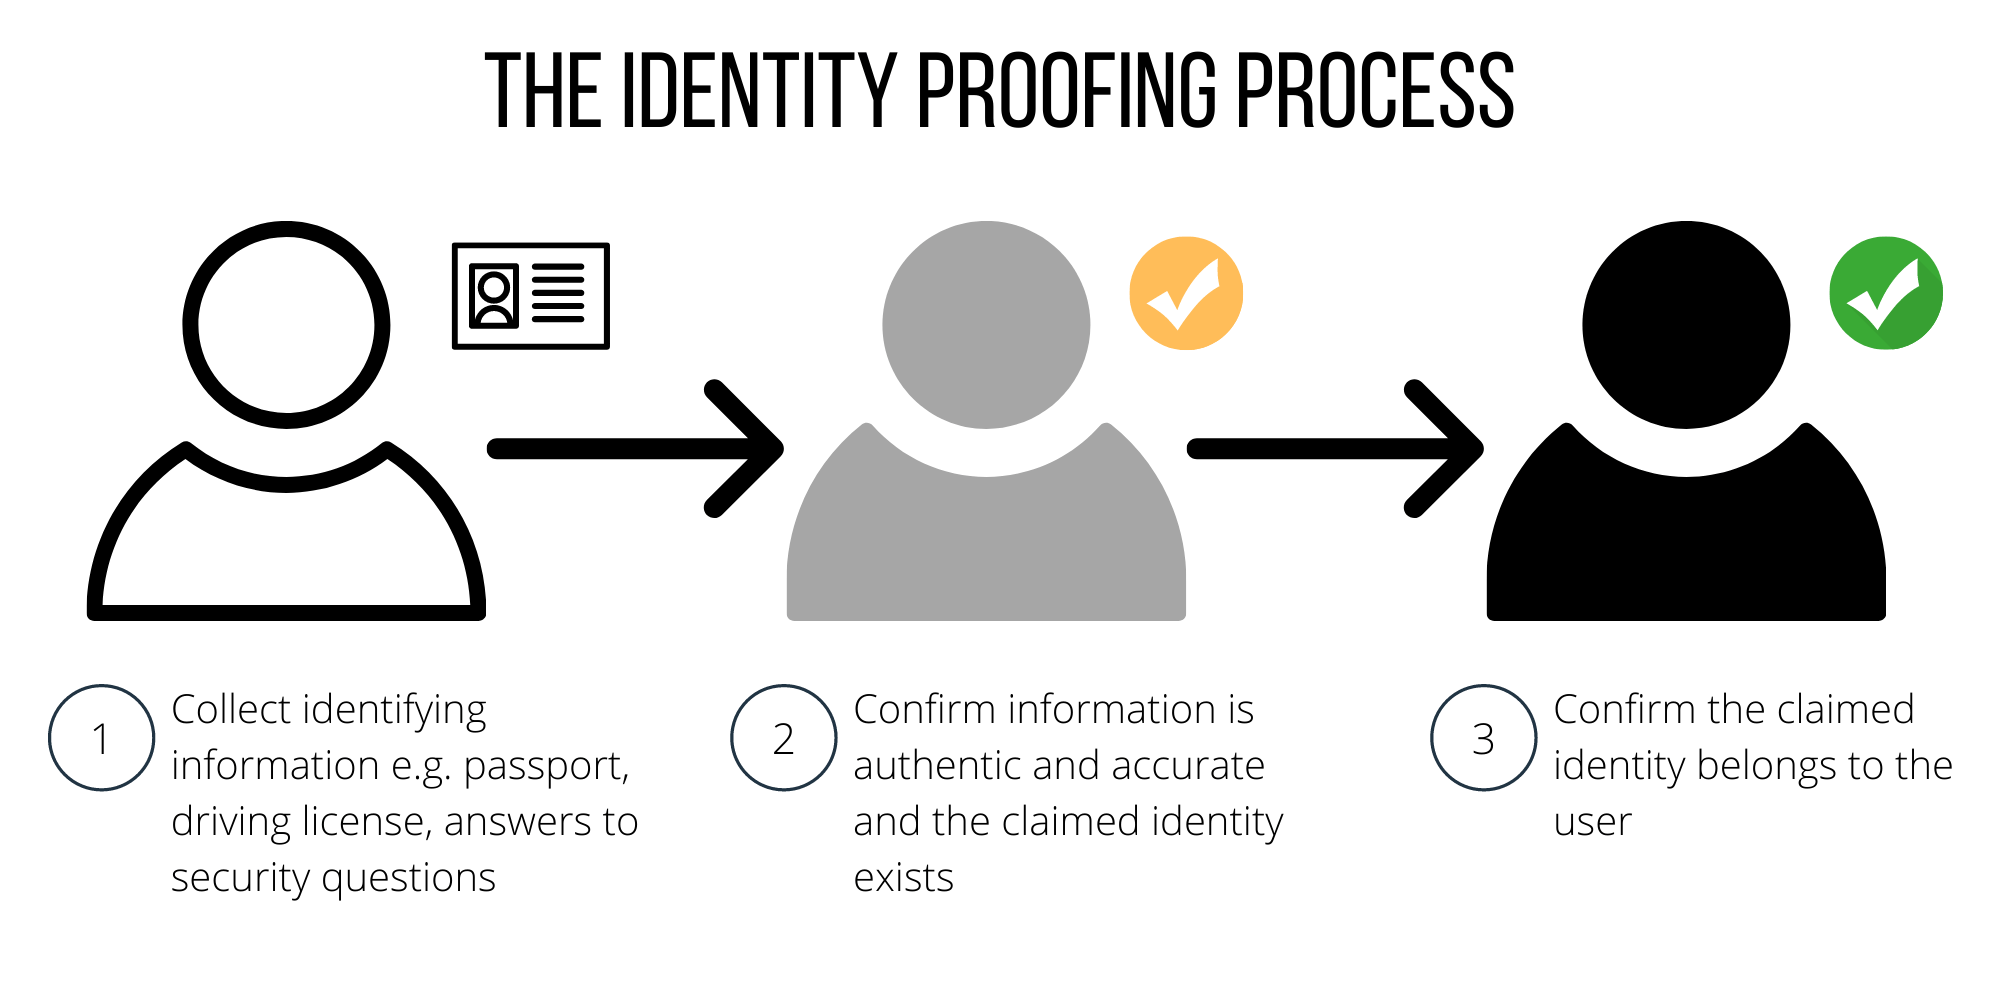 THE IDENTITY PROOFING PROCESS
1
Collect identifying
information e.g. passport,
driving license, answers to
security questions
2
Confirm information is
authentic and accurate
and the claimed identity
exists
3
Confirm the claimed
identity belongs to the
user